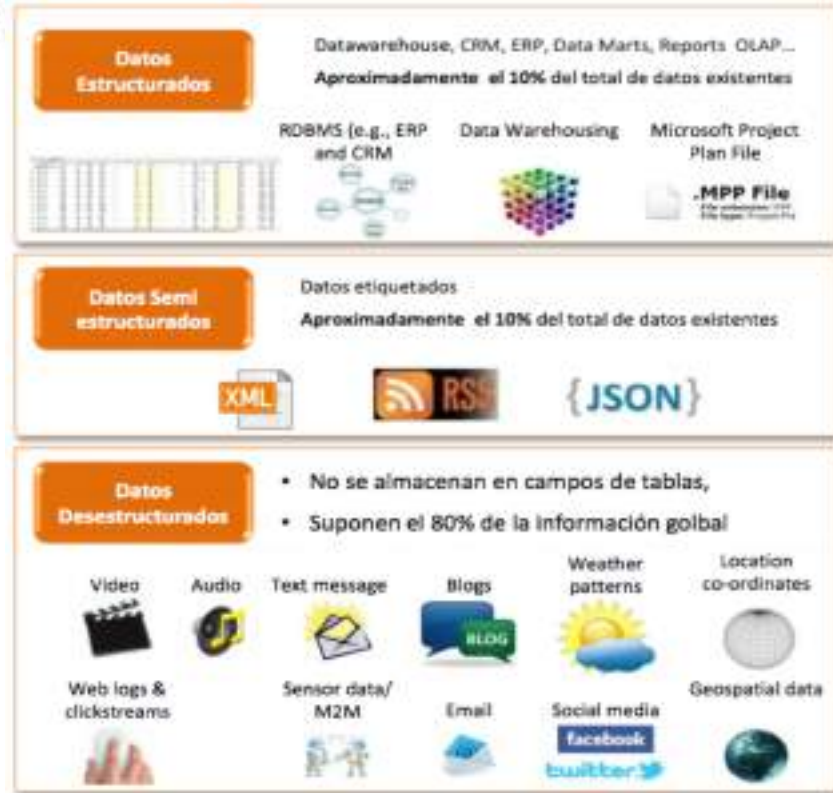 Datos
Estructurados
Datawarehouse, CRM, ERP, Data Marts, Reports OLAP...
Aproximadamente el 10% del total de datos existentes
RDBMS (e.g., ERP
and CRM
Data Warehousing
Microsoft Project
Plan File
.MPP File
Datos Semi
estructurados
Datos etiquetados
Aproximadamente el 10% del total de datos existentes
XML
RSS
{JSON}
Datos
Desestructurados
• No se almacenan en campos de tablas,
• Suponen el 80% de la información golbal
Video
Audio
Text message
Blogs
Weather
patterns
Location
co-ordinates
BLOG
Web logs &
clickstreams
Sensor data/
M2M
Email
Social media
Geospatial data
facebook
twitter